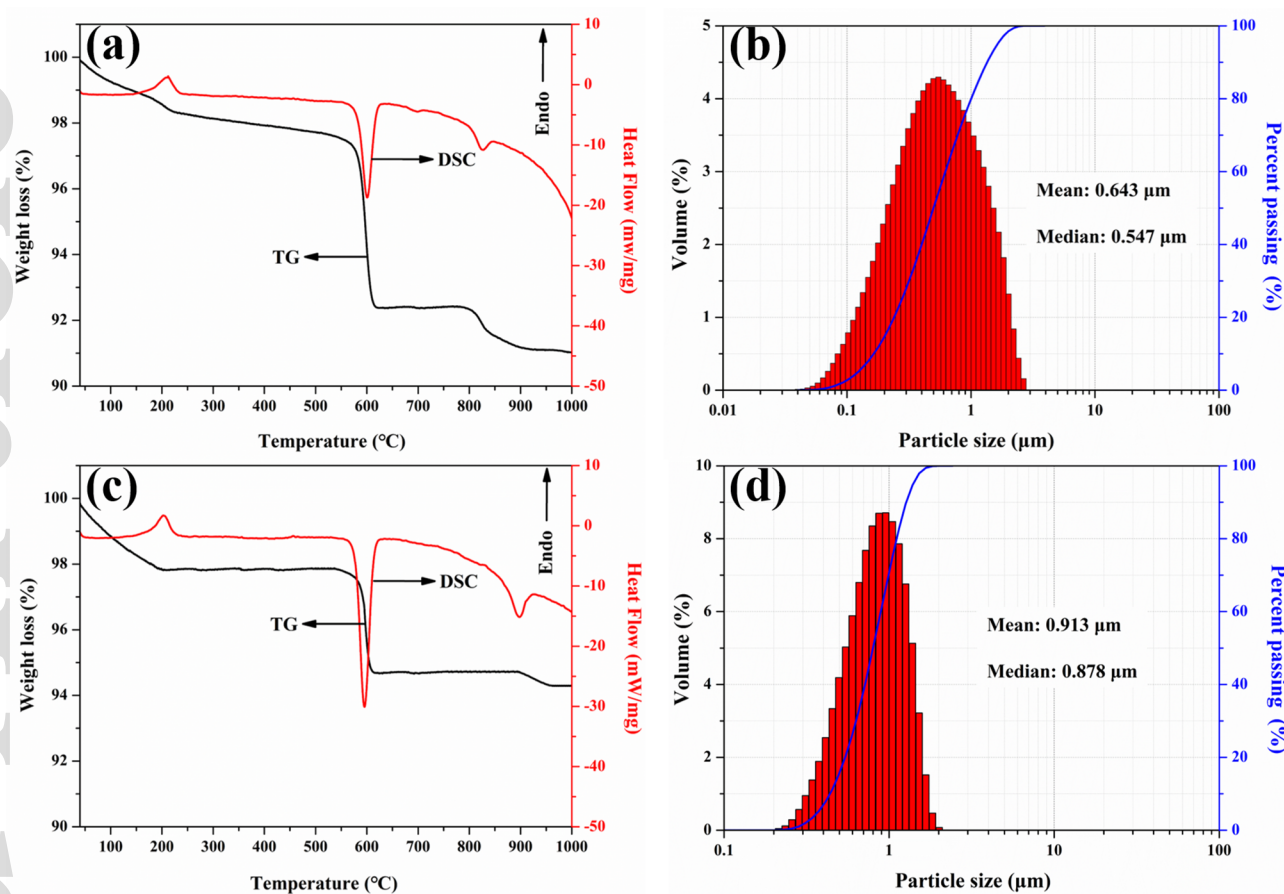 (a)
100
98
96
94
92
90
Weight loss (%)
10
0
-10
-20
-30
-40
-50
Heat Flow (mw/mg)
Endo
DSC
TG
100 200 300 400 500 600 700 800 900 1000
Temperature (°C)
(b)
5
4
3
2
1
0
Volume (%)
100
80
60
40
20
0
Percent passing (%)
Mean: 0.643 μm
Median: 0.547 μm
0.01 0.1 1 10 100
Particle size (μm)
(c)
100
98
96
94
92
90
Weight loss (%)
10
0
-10
-20
-30
-40
-50
Heat Flow (mW/mg)
Endo
DSC
TG
100 200 300 400 500 600 700 800 900 1000
Temperature (°C)
(d)
10
8
6
4
2
0
Volume (%)
100
80
60
40
20
0
Percent passing (%)
Mean: 0.913 μm
Median: 0.878 μm
0.1 1 10 100
Particle size (μm)